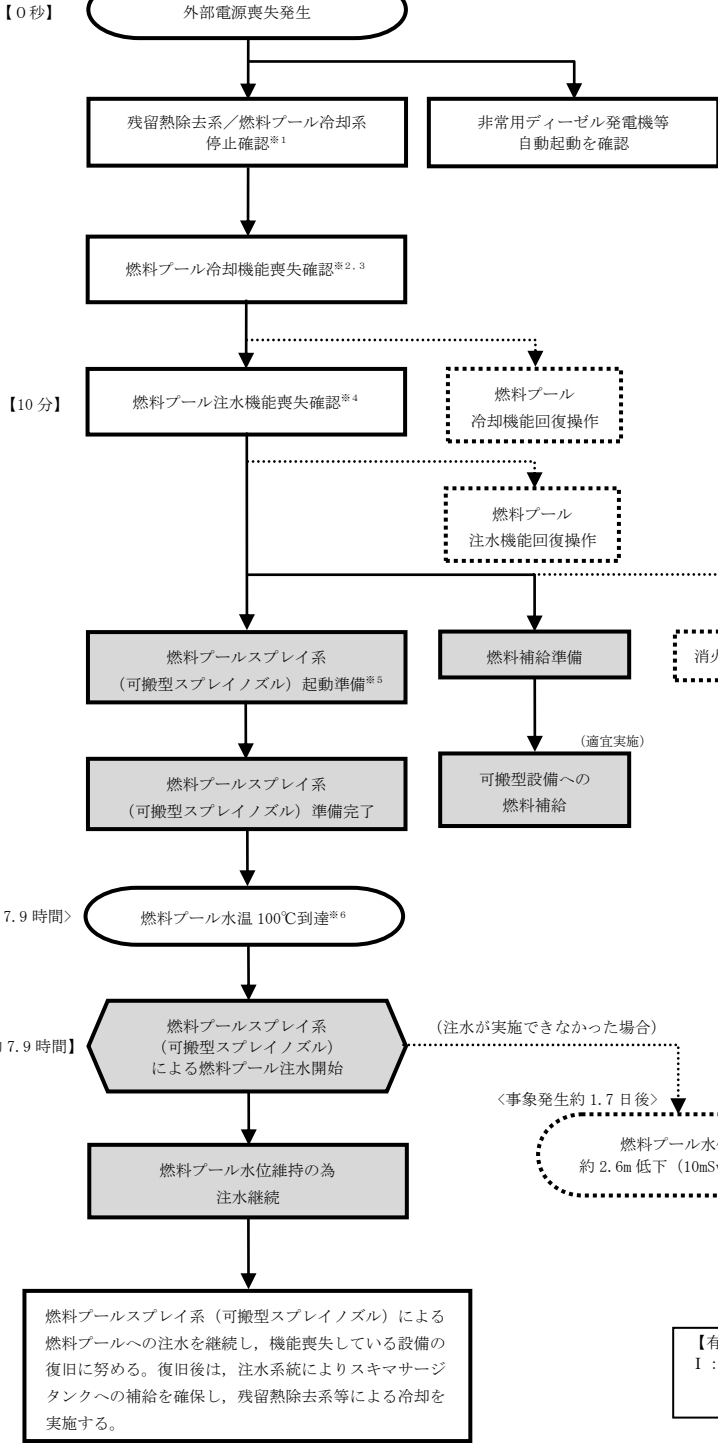 【0秒】
外部電源喪失発生
残留熱除去系／燃料プール冷却系
停止確認※1
非常用ディーゼル発電機等
自動起動を確認
燃料プール冷却機能喪失確認※2,3
【10分】
燃料プール注水機能喪失確認※4
燃料プール
冷却機能回復操作
燃料プール
注水機能回復操作
燃料プールスプレイ系
（可搬型スプレイノズル）起動準備※5
燃料補給準備
消火
燃料プールスプレイ系
（可搬型スプレイノズル）準備完了
（適宜実施）
可搬型設備への
燃料補給
7.9時間>
燃料プール水温100℃到達※6
7.9時間】
燃料プールスプレイ系
（可搬型スプレイノズル）
による燃料プール注水開始
（注水が実施できなかった場合）
<事象発生約1.7日後>
燃料プール水
約2.6m低下（10mSv
燃料プール水位維持の為
注水継続
燃料プールスプレイ系（可搬型スプレイノズル）による
燃料プールへの注水を継続し，機能喪失している設備の
復旧に努める。復旧後は，注水系統によりスキマサージ
タンクへの補給を確保し，残留熱除去系等による冷却を
実施する。
【有
Ⅰ：